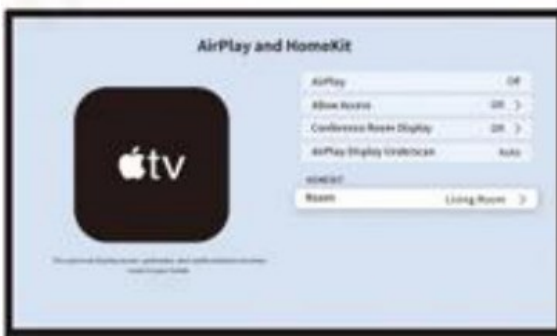 AirPlay and HomeKit
AirPlay Off
Allow Access Off >
Conference Room Display Off >
AirPlay Display Underscan Auto
tv
HOMEKIT
Room Living Room >